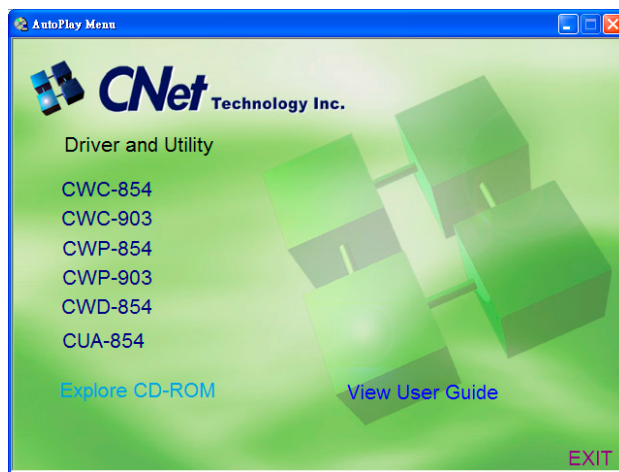 AutoPlay Menu
CNet Technology Inc.
Driver and Utility
CWC-854
CWC-903
CWP-854
CWP-903
CWD-854
CUA-854
Explore CD-ROM
View User Guide
EXIT